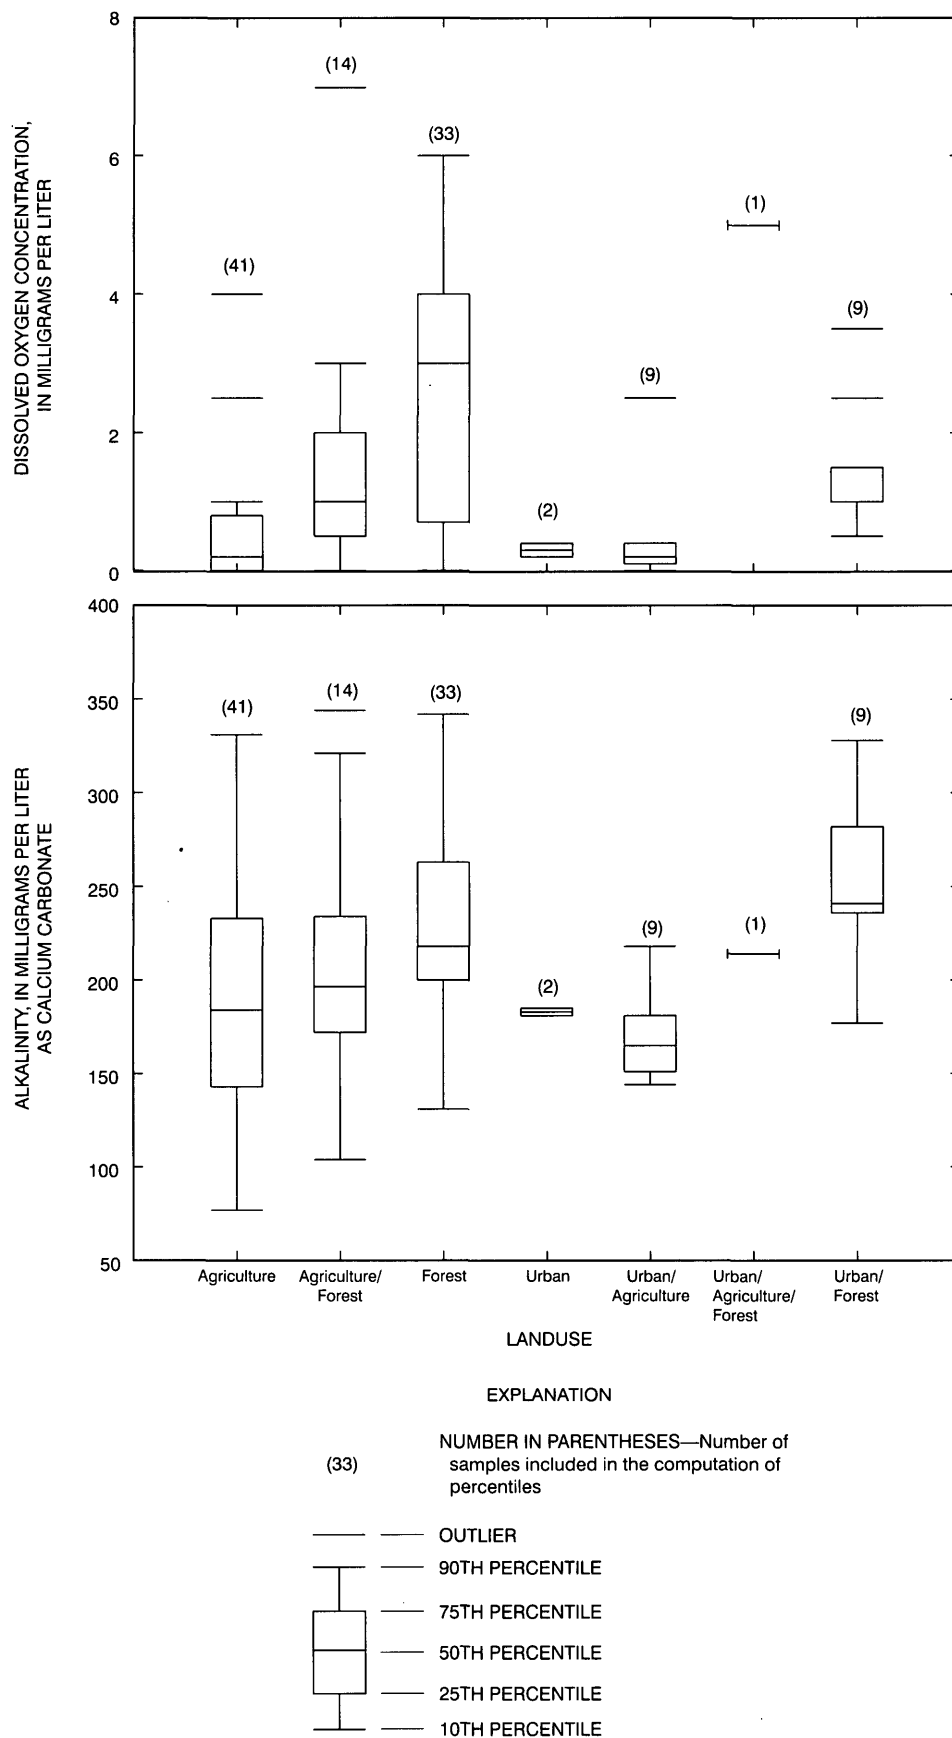 DISSOLVED OXYGEN CONCENTRATION,
IN MILLIGRAMS PER LITER
8
6
4
2
0
(41)
(14)
(33)
(2)
(9)
(1)
(9)
ALKALINITY, IN MILLIGRAMS PER LITER
AS CALCIUM CARBONATE
400
350
300
250
200
150
100
50
(41)
(14)
(33)
(2)
(9)
(1)
(9)
Agriculture
Agriculture/
Forest
Forest
Urban
Urban/
Agriculture
Urban/
Agriculture/
Forest
Urban/
Forest
LANDUSE
EXPLANATION
(33)
NUMBER IN PARENTHESES—Number of
samples included in the computation of
percentiles
OUTLIER
90TH PERCENTILE
75TH PERCENTILE
50TH PERCENTILE
25TH PERCENTILE
10TH PERCENTILE